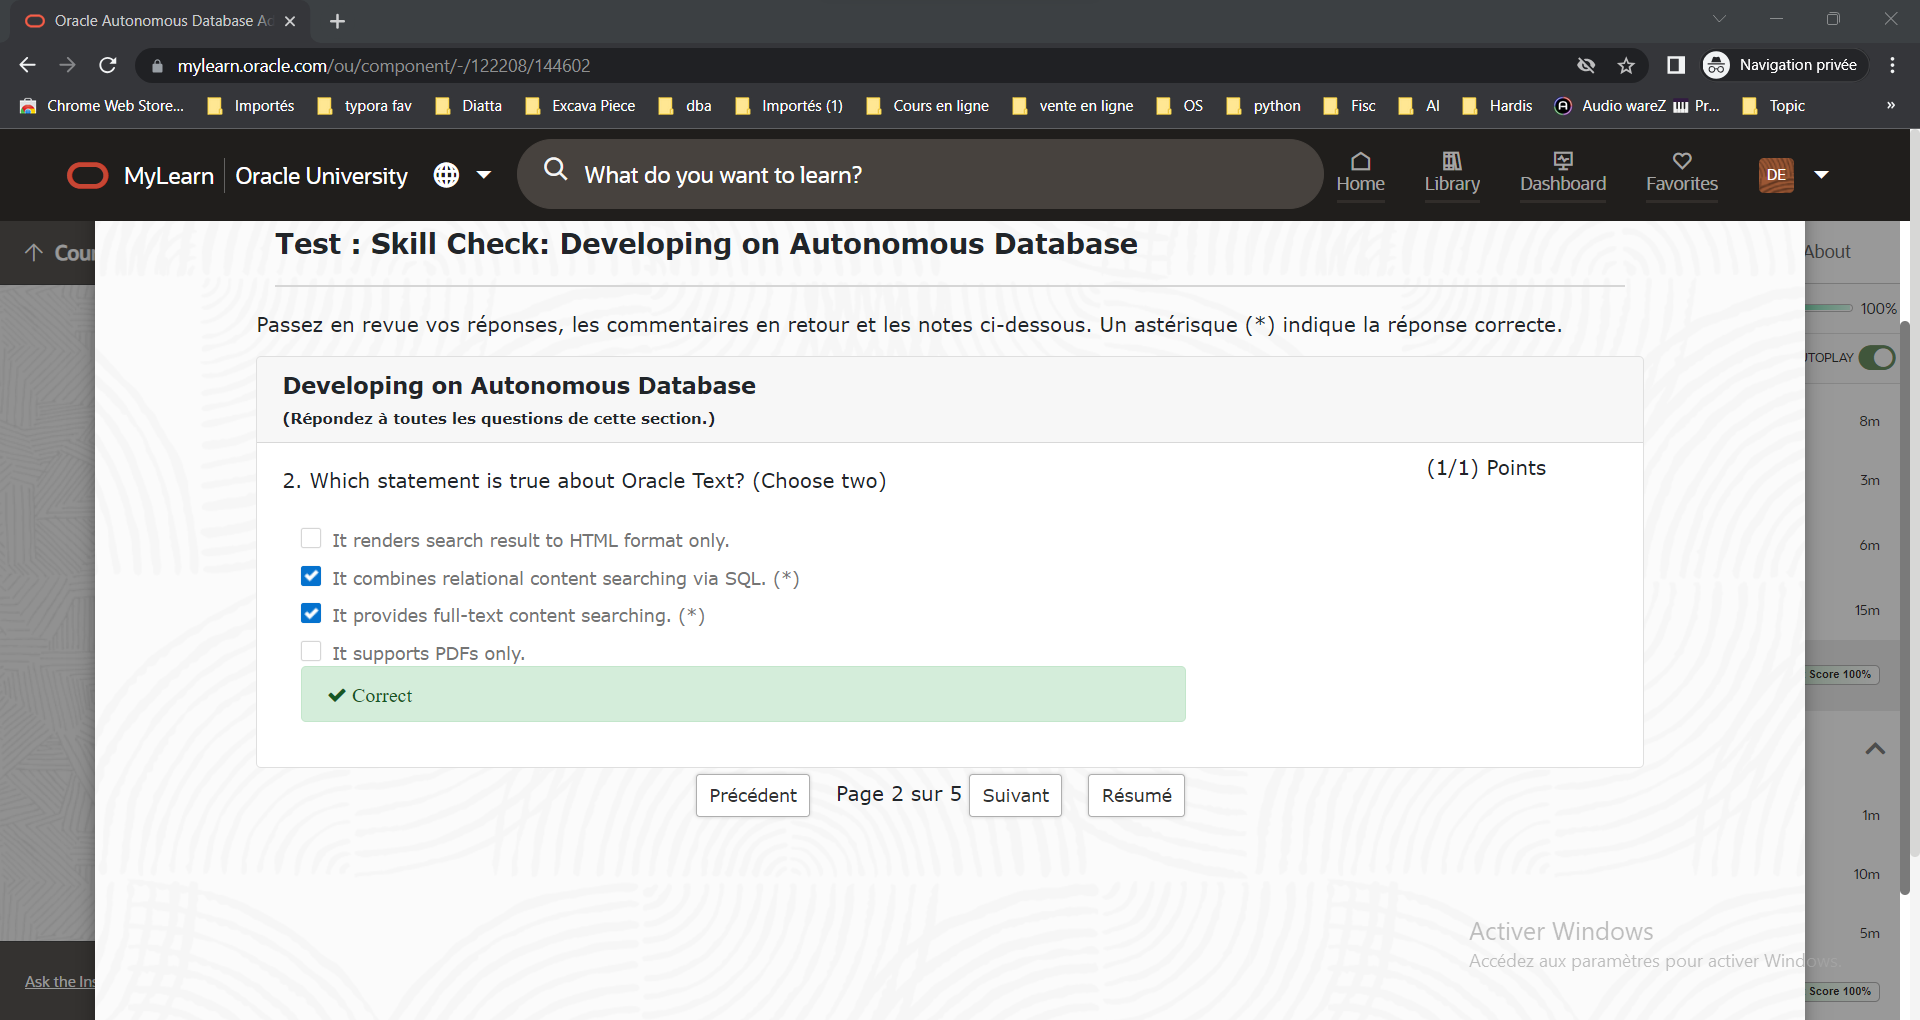 Oracle Autonomous Database Ad
mylearn.oracle.com/ou/component/-/122208/144602
Navigation privée
Chrome Web Store... Importés typora fav Diatta Excava Piece dba Importés (1) Cours en ligne vente en ligne OS python Fisc AI Hardis Audio wareZ Pr... Topic »
MyLearn Oracle University What do you want to learn? Home Library Dashboard Favorites DE
Cour
About
Test : Skill Check: Developing on Autonomous Database
100%
Passez en revue vos réponses, les commentaires en retour et les notes ci-dessous. Un astérisque (*) indique la réponse correcte.
TOPLAY
Developing on Autonomous Database
(Répondez à toutes les questions de cette section.)
8m
2. Which statement is true about Oracle Text? (Choose two)
(1/1) Points
3m
It renders search result to HTML format only.
6m
It combines relational content searching via SQL. (*)
It provides full-text content searching. (*)
15m
It supports PDFs only.
Score 100%
Correct
Précédent Page 2 sur 5 Suivant Résumé
1m
10m
Activer Windows
5m
Accédez aux paramètres pour activer Windows.
Ask the Ins
Score 100%